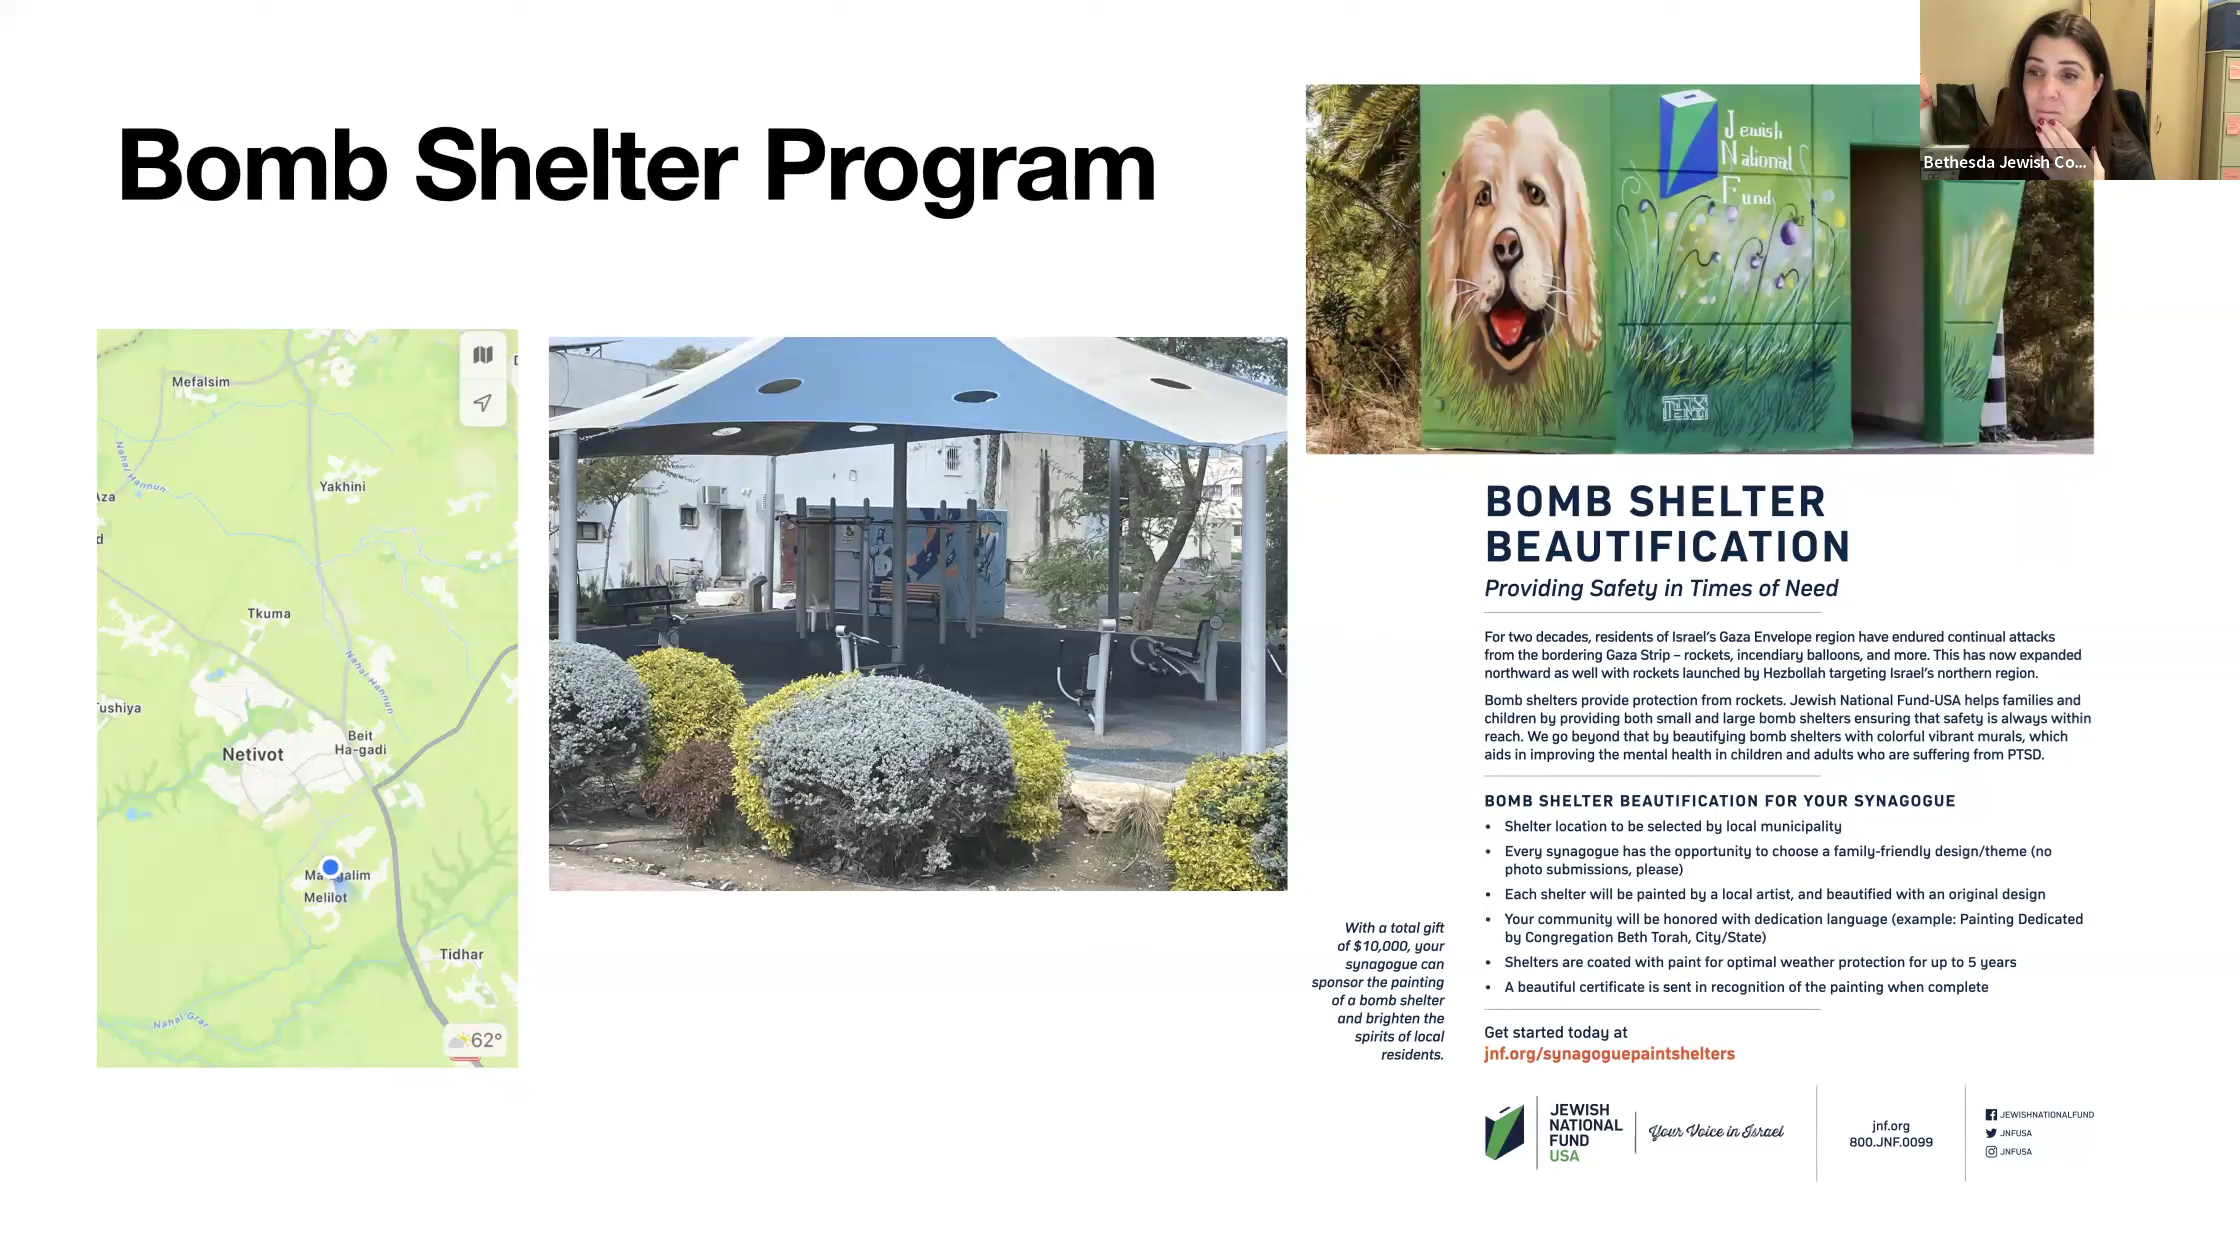 Bomb Shelter Program
Bethesda Jewish Co...
Jewish
National
Fund
Mefalsim
Nahal Hannun
Yakhini
Aza
d
Tkuma
Nahal Hannun
Tushiya
Beit
Ha-gadi
Netivot
Melilot
Tidhar
Nahal Grar
62°
BOMB SHELTER
BEAUTIFICATION
Providing Safety in Times of Need
For two decades, residents of Israel's Gaza Envelope region have endured continual attacks
from the bordering Gaza Strip – rockets, incendiary balloons, and more. This has now expanded
northward as well with rockets launched by Hezbollah targeting Israel's northern region.
Bomb shelters provide protection from rockets. Jewish National Fund-USA helps families and
children by providing both small and large bomb shelters ensuring that safety is always within
reach. We go beyond that by beautifying bomb shelters with colorful vibrant murals, which
aids in improving the mental health in children and adults who are suffering from PTSD.
BOMB SHELTER BEAUTIFICATION FOR YOUR SYNAGOGUE
• Shelter location to be selected by local municipality
• Every synagogue has the opportunity to choose a family-friendly design/theme (no
photo submissions, please)
• Each shelter will be painted by a local artist, and beautified with an original design
• Your community will be honored with dedication language (example: Painting Dedicated
by Congregation Beth Torah, City/State)
• Shelters are coated with paint for optimal weather protection for up to 5 years
• A beautiful certificate is sent in recognition of the painting when complete
With a total gift
of $10,000, your
synagogue can
sponsor the painting
of a bomb shelter
and brighten the
spirits of local
residents.
Get started today at
jnf.org/synagoguepaintshelters
JEWISH
NATIONAL
FUND
USA
Your Voice in Israel
jnf.org
800.JNF.0099
JEWISHNATIONALFUND
JNFUSA
JNFUSA